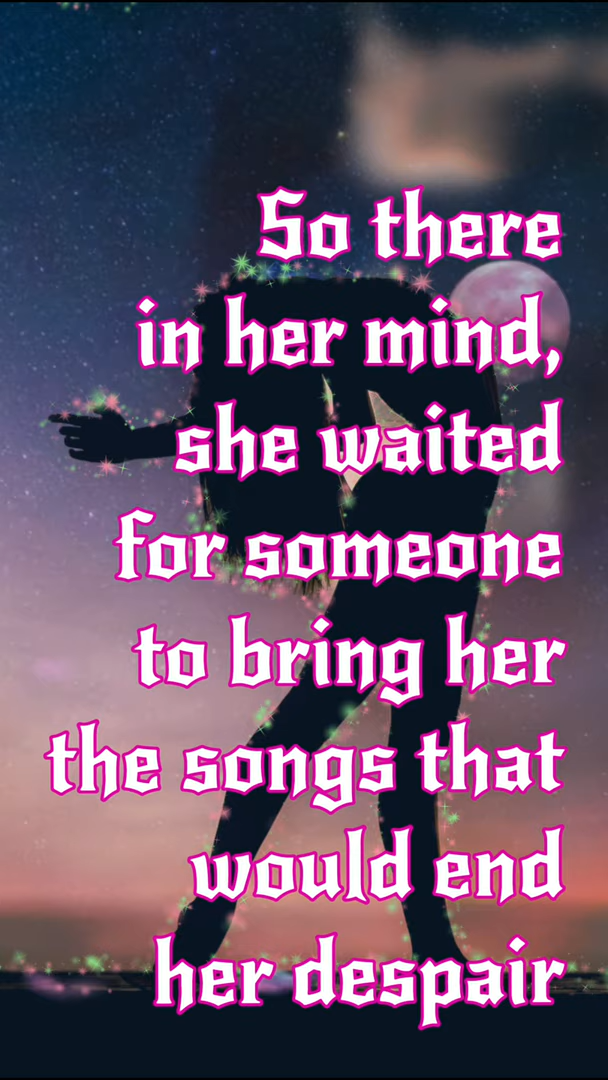 So there
in her mind,
she waited
for someone
to bring her
the songs that
would end
her despair